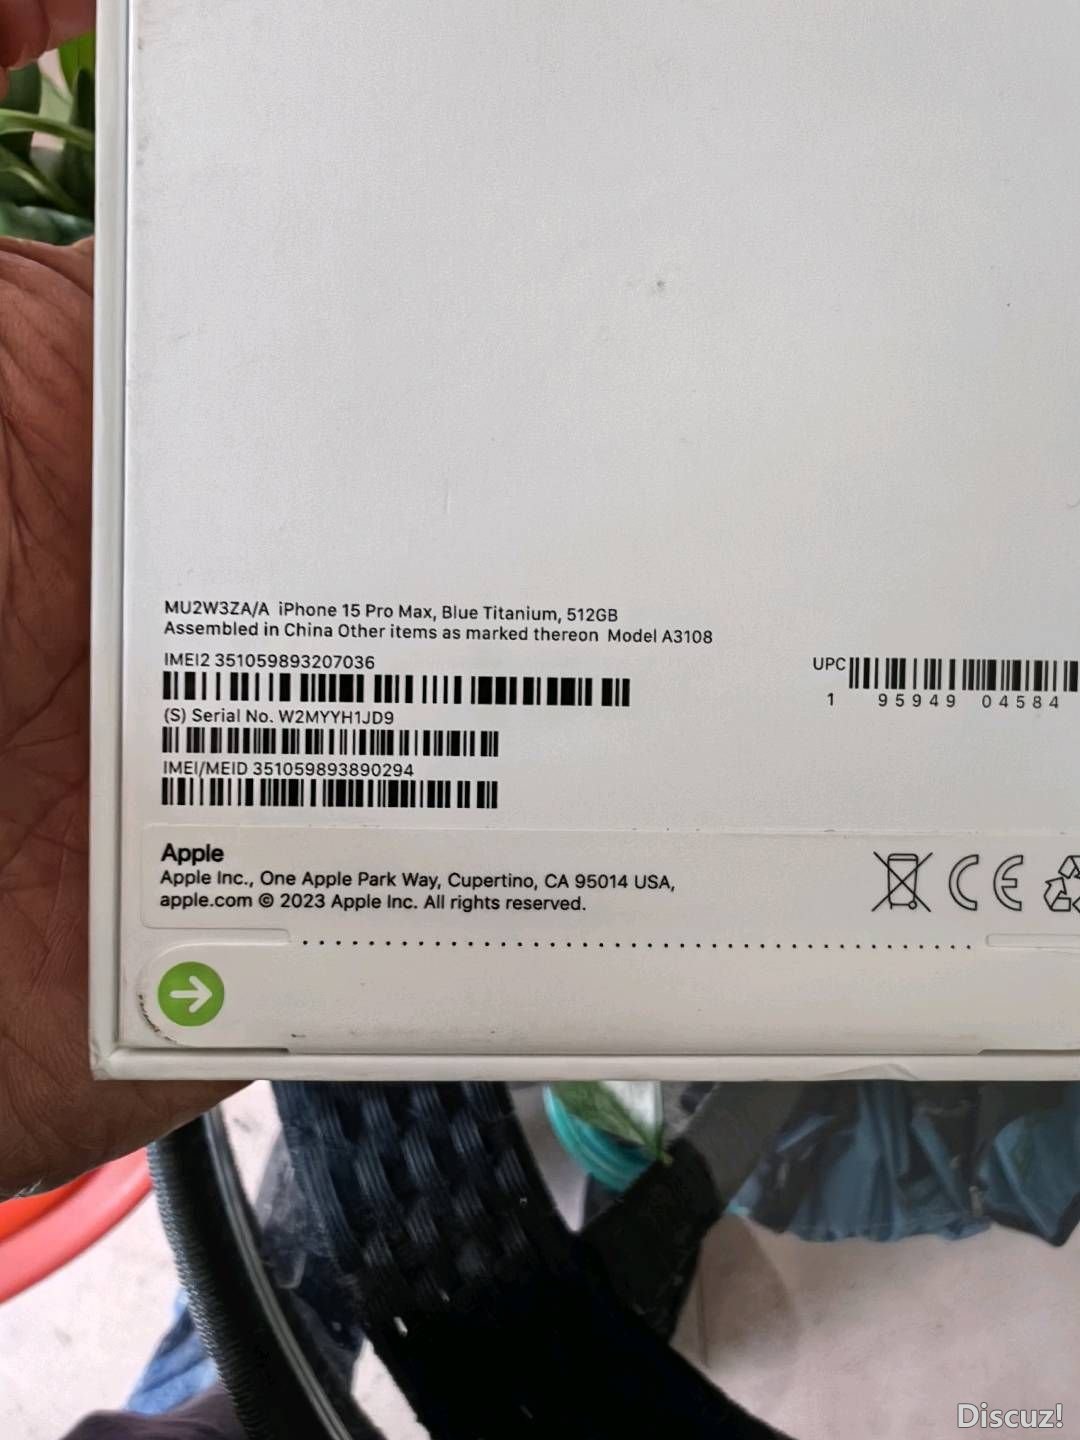 MU2W3ZA/A iPhone 15 Pro Max, Blue Titanium, 512GB
Assembled in China Other items as marked thereon Model A3108
IMEI2 351059893207036
UPC
1 95949 04584
(S) Serial No. W2MYYH1JD9
IMEI/MEID 351059893890294
Apple
Apple Inc., One Apple Park Way, Cupertino, CA 95014 USA,
apple.com © 2023 Apple Inc. All rights reserved.
CE
Discuz!